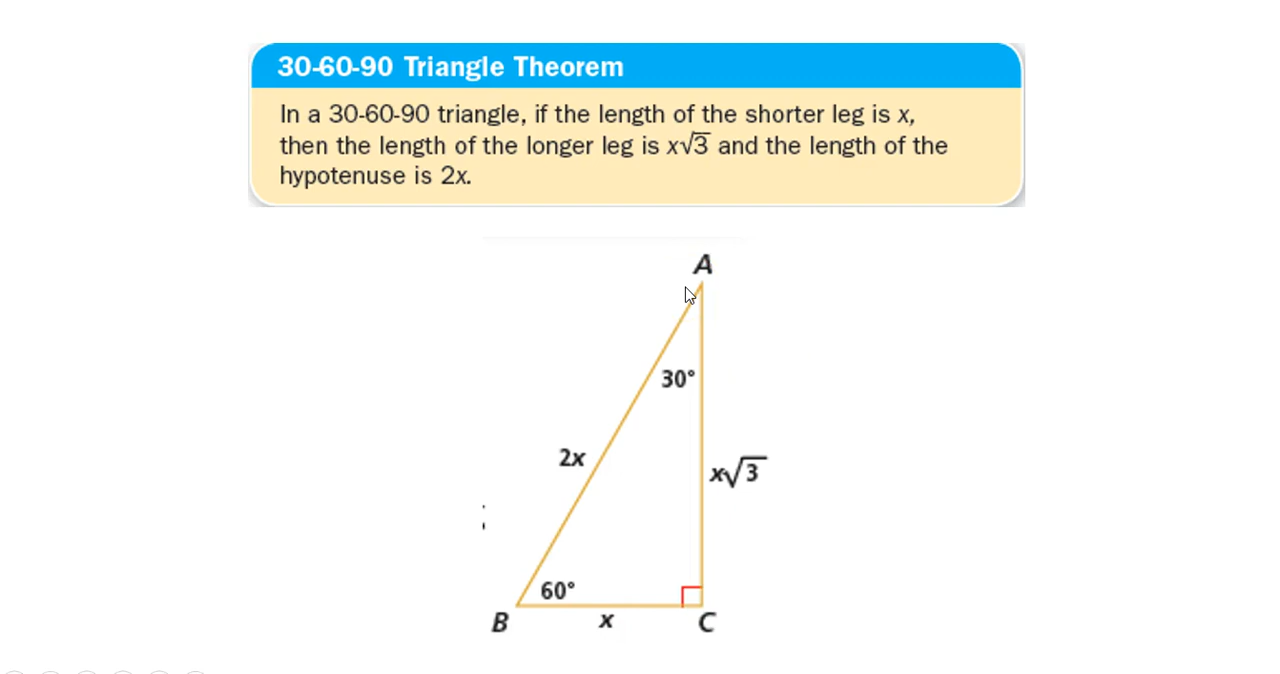 30-60-90 Triangle Theorem
In a 30-60-90 triangle, if the length of the shorter leg is x,
then the length of the longer leg is x√3 and the length of the
hypotenuse is 2x.
A
30°
2x
x√3
60°
B
x
C